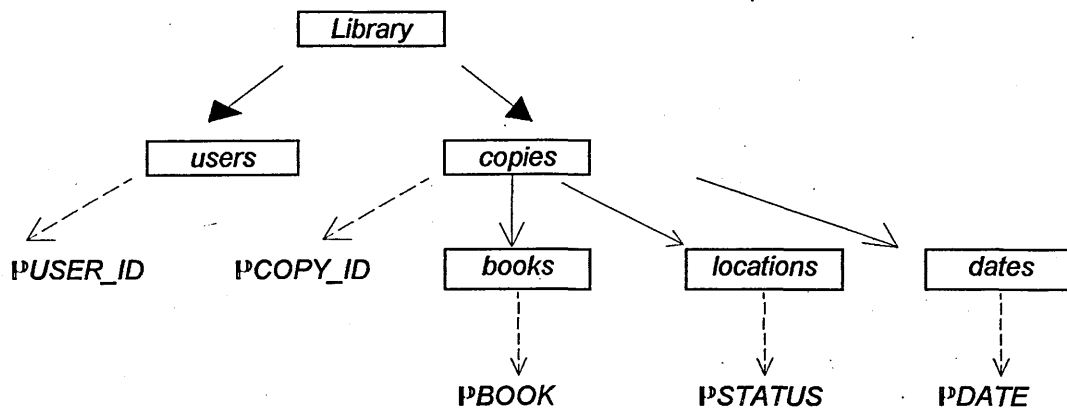 Library
users copies
ℙUSER_ID ℙCOPY_ID books locations dates
ℙBOOK ℙSTATUS ℙDATE